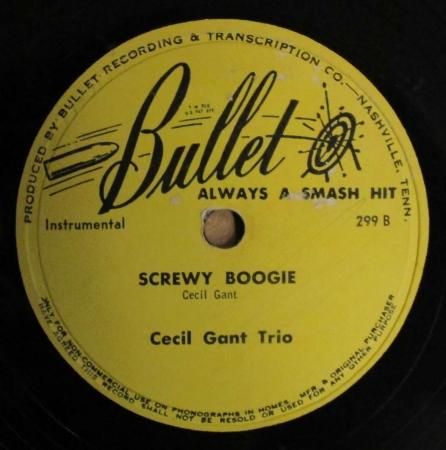 PRODUCED BY BULLET RECORDING & TRANSCRIPTION CO.—NASHVILLE, TENN.
Bullet
ALWAYS A SMASH HIT
Instrumental
299 B
SCREWY BOOGIE
Cecil Gant
Cecil Gant Trio
ONLY FOR NON-COMMERCIAL USE ON PHONOGRAPHS IN HOMES. MFR. & ORIGINAL PURCHASER
HAVE AGREED THIS RECORD SHALL NOT BE RESOLD OR USED FOR ANY OTHER PURPOSE